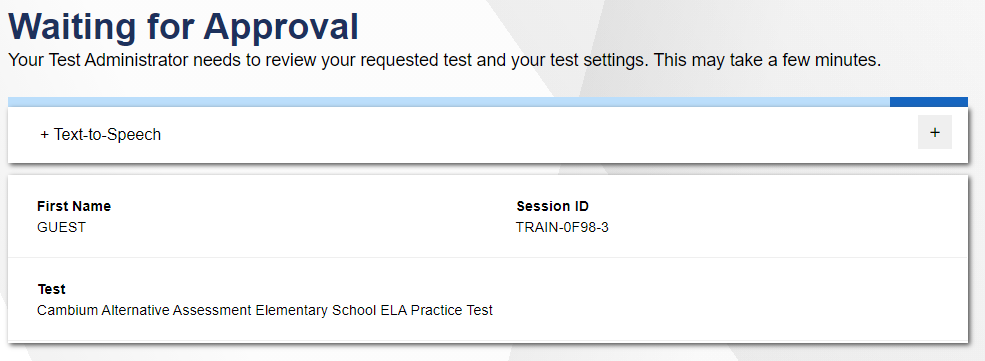 Waiting for Approval
Your Test Administrator needs to review your requested test and your test settings. This may take a few minutes.
+ Text-to-Speech
+
First Name
GUEST
Session ID
TRAIN-0F98-3
Test
Cambium Alternative Assessment Elementary School ELA Practice Test